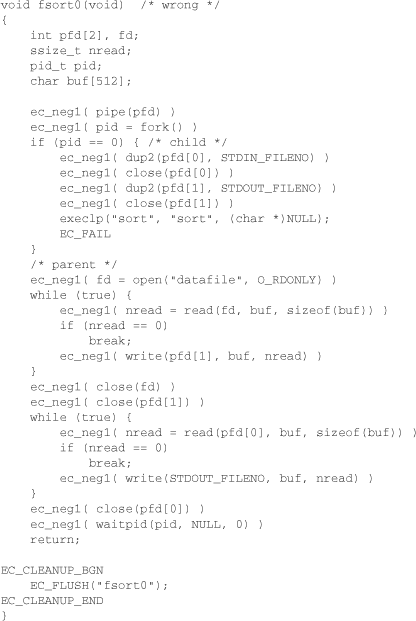 void fsort0(void)  /* wrong */
{
    int pfd[2], fd;
    ssize_t nread;
    pid_t pid;
    char buf[512];

    ec_neg1( pipe(pfd) )
    ec_neg1( pid = fork() )
    if (pid == 0) { /* child */
        ec_neg1( dup2(pfd[0], STDIN_FILENO) )
        ec_neg1( close(pfd[0]) )
        ec_neg1( dup2(pfd[1], STDOUT_FILENO) )
        ec_neg1( close(pfd[1]) )
        execlp("sort", "sort", (char *)NULL);
        EC_FAIL
    }
    /* parent */
    ec_neg1( fd = open("datafile", O_RDONLY) )
    while (true) {
        ec_neg1( nread = read(fd, buf, sizeof(buf)) )
        if (nread == 0)
            break;
        ec_neg1( write(pfd[1], buf, nread) )
    }
    ec_neg1( close(fd) )
    ec_neg1( close(pfd[1]) )
    while (true) {
        ec_neg1( nread = read(pfd[0], buf, sizeof(buf)) )
        if (nread == 0)
            break;
        ec_neg1( write(STDOUT_FILENO, buf, nread) )
    }
    ec_neg1( close(pfd[0]) )
    ec_neg1( waitpid(pid, NULL, 0) )
    return;

EC_CLEANUP_BGN
    EC_FLUSH("fsort0");
EC_CLEANUP_END
}